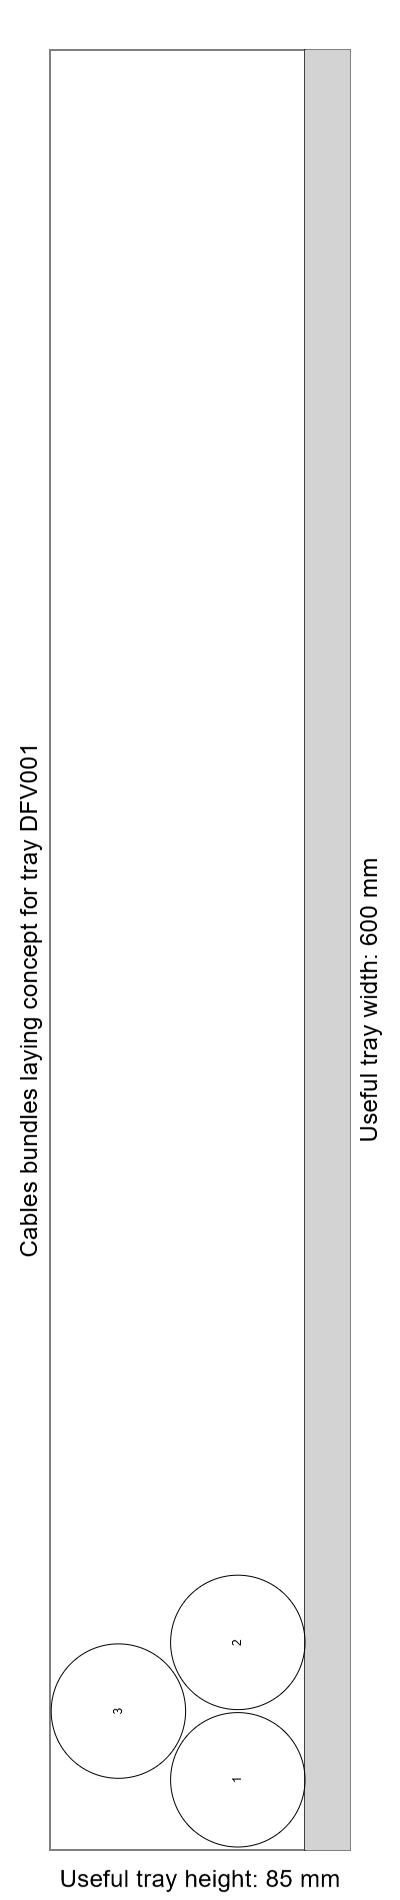 Cables bundles laying concept for tray DFV001
3
2
1
Useful tray width: 600 mm
Useful tray height: 85 mm